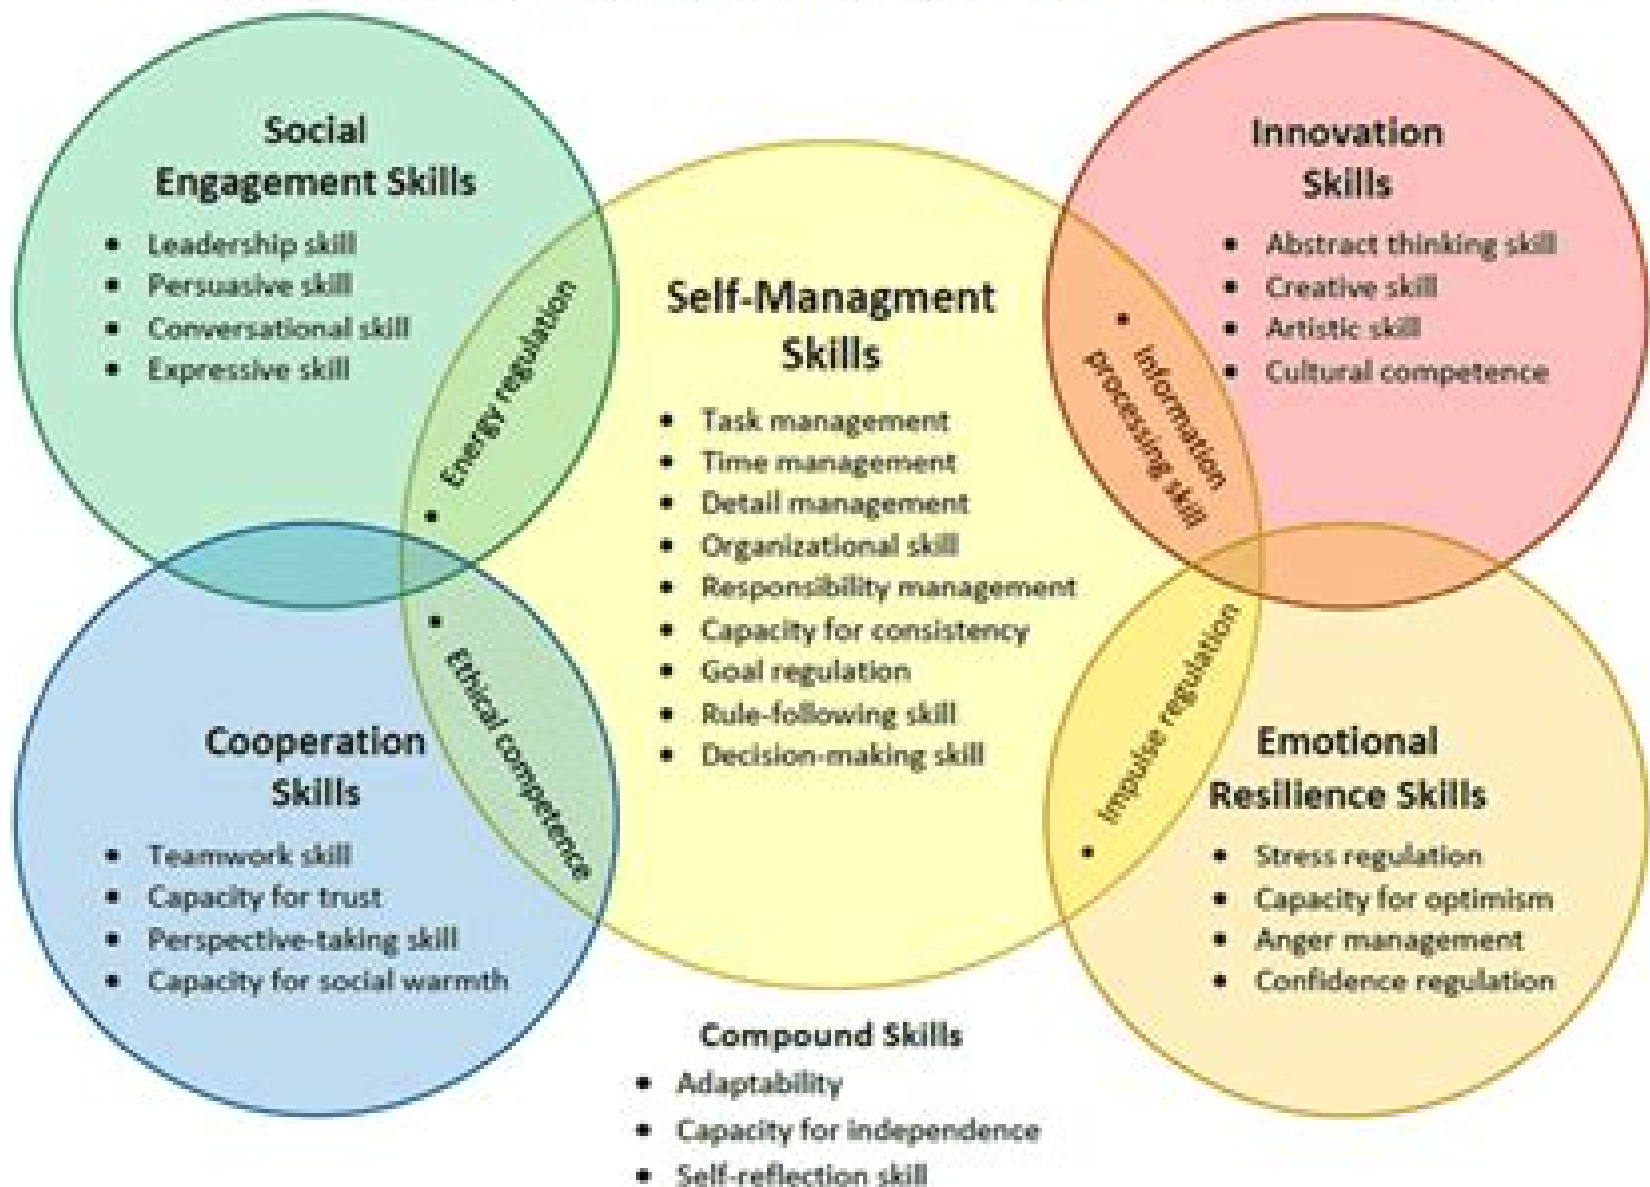 Social
Engagement Skills
• Leadership skill
• Persuasive skill
• Conversational skill
• Expressive skill
• Energy regulation
Self-Managment
Skills
• Task management
• Time management
• Detail management
• Organizational skill
• Responsibility management
• Capacity for consistency
• Goal regulation
• Rule-following skill
• Decision-making skill
Innovation
Skills
• Abstract thinking skill
• Creative skill
• Artistic skill
• Cultural competence
• Information
processing skill
Cooperation
Skills
• Teamwork skill
• Capacity for trust
• Perspective-taking skill
• Capacity for social warmth
• Ethical competence
• Impulse regulation
Emotional
Resilience Skills
• Stress regulation
• Capacity for optimism
• Anger management
• Confidence regulation
Compound Skills
• Adaptability
• Capacity for independence
• Self-reflection skill